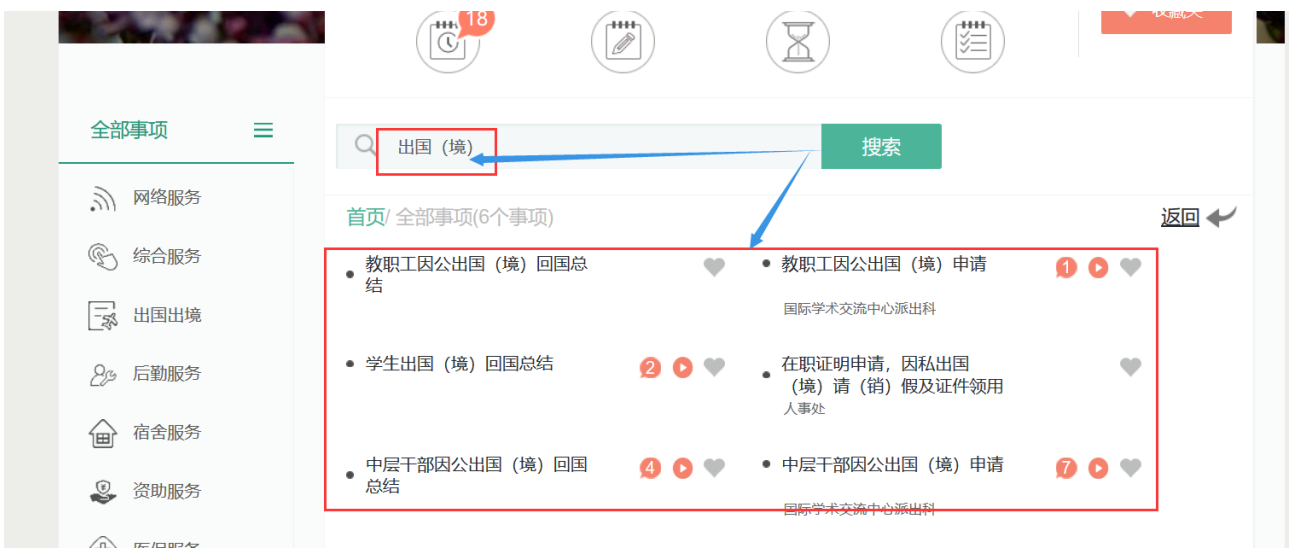 18
收藏夹
全部事项
出国（境）
搜索
网络服务
首页/ 全部事项(6个事项)
返回
综合服务
教职工因公出国（境）回国总
结
教职工因公出国（境）申请
1
国际学术交流中心派出科
出国出境
学生出国（境）回国总结
2
在职证明申请，因私出国
（境）请（销）假及证件领用
人事处
后勤服务
宿舍服务
中层干部因公出国（境）回国
总结
4
中层干部因公出国（境）申请
7
国际学术交流中心派出科
资助服务
医保服务